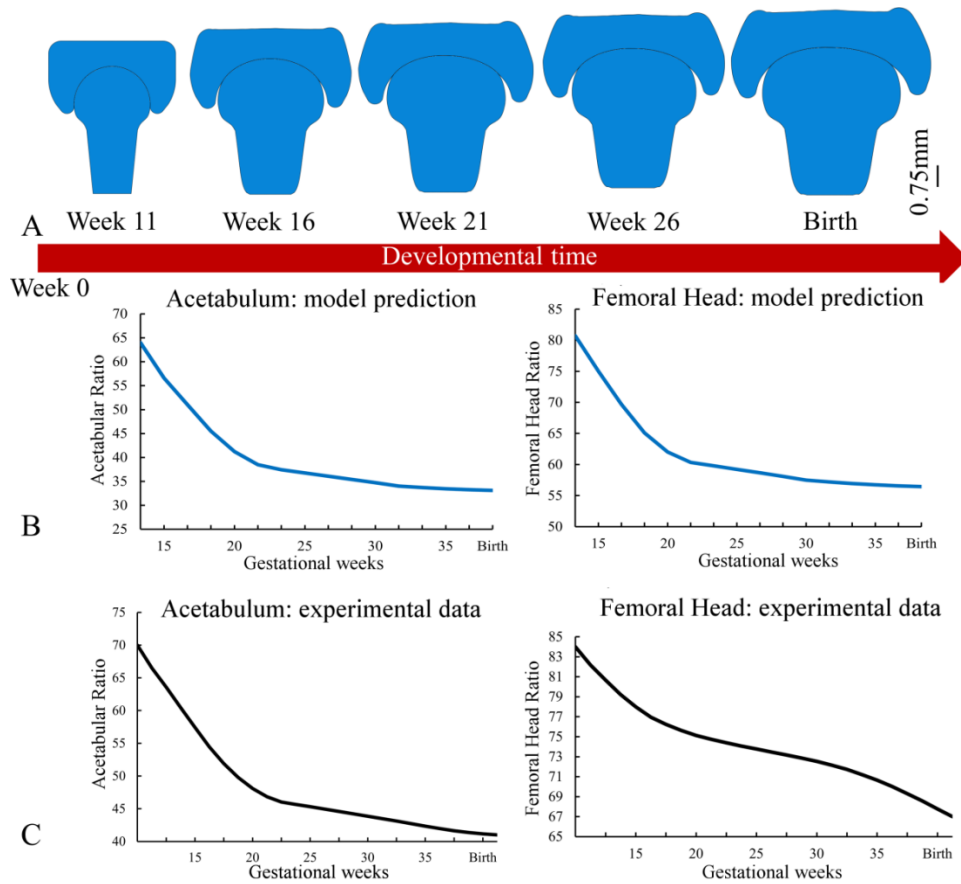 Week 11
Week 16
Week 21
Week 26
Birth
0.75mm
A
Developmental time
Week 0
Acetabulum: model prediction
70
65
60
55
50
45
40
35
30
25
Acetabular Ratio
15
20
25
30
35
Birth
Gestational weeks
Femoral Head: model prediction
85
80
75
70
65
60
55
50
Femoral Head Ratio
15
20
25
30
35
Birth
Gestational weeks
B
Acetabulum: experimental data
75
70
65
60
55
50
45
40
Acetabular Ratio
15
20
25
30
35
Birth
Gestational weeks
Femoral Head: experimental data
85
83
81
79
77
75
73
71
69
67
65
Femoral Head Ratio
15
20
25
30
35
Birth
Gestational weeks
C